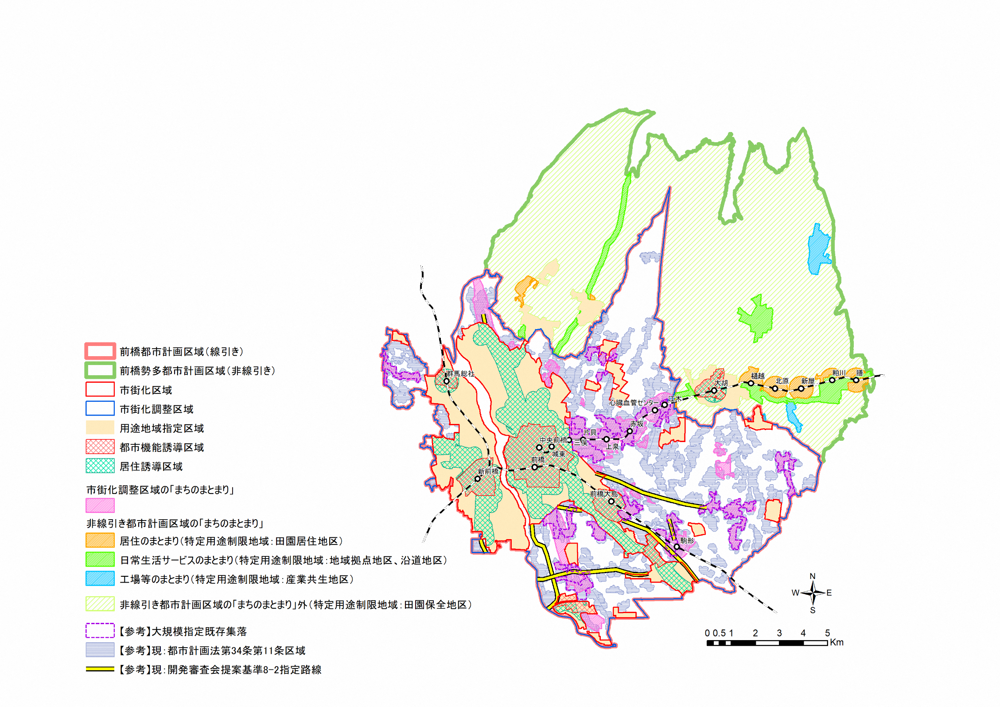 前橋都市計画区域（線引き）
前橋勢多都市計画区域（非線引き）
市街化区域
市街化調整区域
用途地域指定区域
都市機能誘導区域
居住誘導区域
市街化調整区域の「まちのまとまり」
非線引き都市計画区域の「まちのまとまり」
居住のまとまり（特定用途制限地域：田園居住地区）
日常生活サービスのまとまり（特定用途制限地域：地域拠点地区、沿道地区）
工場等のまとまり（特定用途制限地域：産業共生地区）
非線引き都市計画区域の「まちのまとまり」外（特定用途制限地域：田園保全地区）
【参考】大規模指定既存集落
【参考】現：都市計画法第34条第11条区域
【参考】現：開発審査会提案基準8-2指定路線
群馬総社
新前橋
前橋
中央前橋
城東
三俣
片貝
上泉
赤坂
心臓血管センター
江木
大胡
樋越
北原
新屋
粕川
膳
前橋大島
駒形
N
W
E
S
0 0.5 1 2 3 4 5
Km